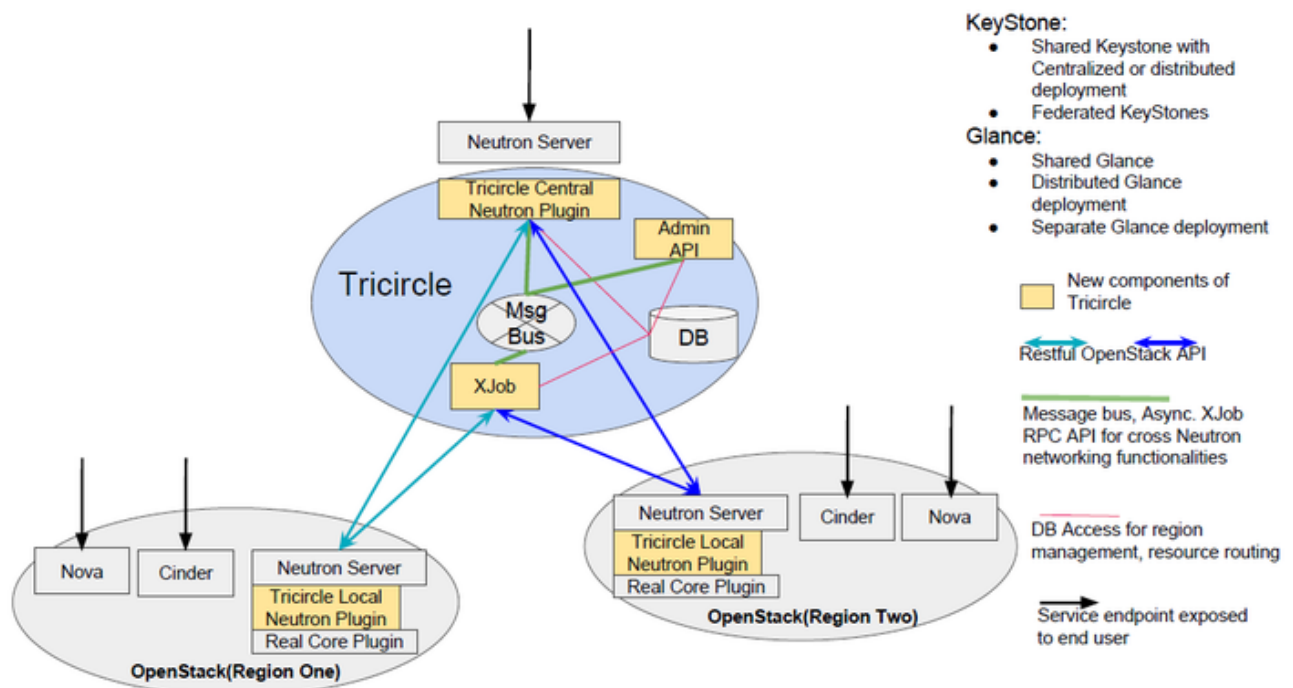 Neutron Server
Tricircle Central
Neutron Plugin
Admin
API
Tricircle
Msg
Bus
DB
XJob
Nova
Cinder
Neutron Server
Tricircle Local
Neutron Plugin
Real Core Plugin
OpenStack(Region One)
Neutron Server
Tricircle Local
Neutron Plugin
Real Core Plugin
Cinder
Nova
OpenStack(Region Two)
KeyStone:
● Shared Keystone with
Centralized or distributed
deployment
● Federated KeyStones
Glance:
● Shared Glance
● Distributed Glance
deployment
● Separate Glance deployment
New components of
Tricircle
Restful OpenStack API
Message bus, Async. XJob
RPC API for cross Neutron
networking functionalities
DB Access for region
management, resource routing
Service endpoint exposed
to end user